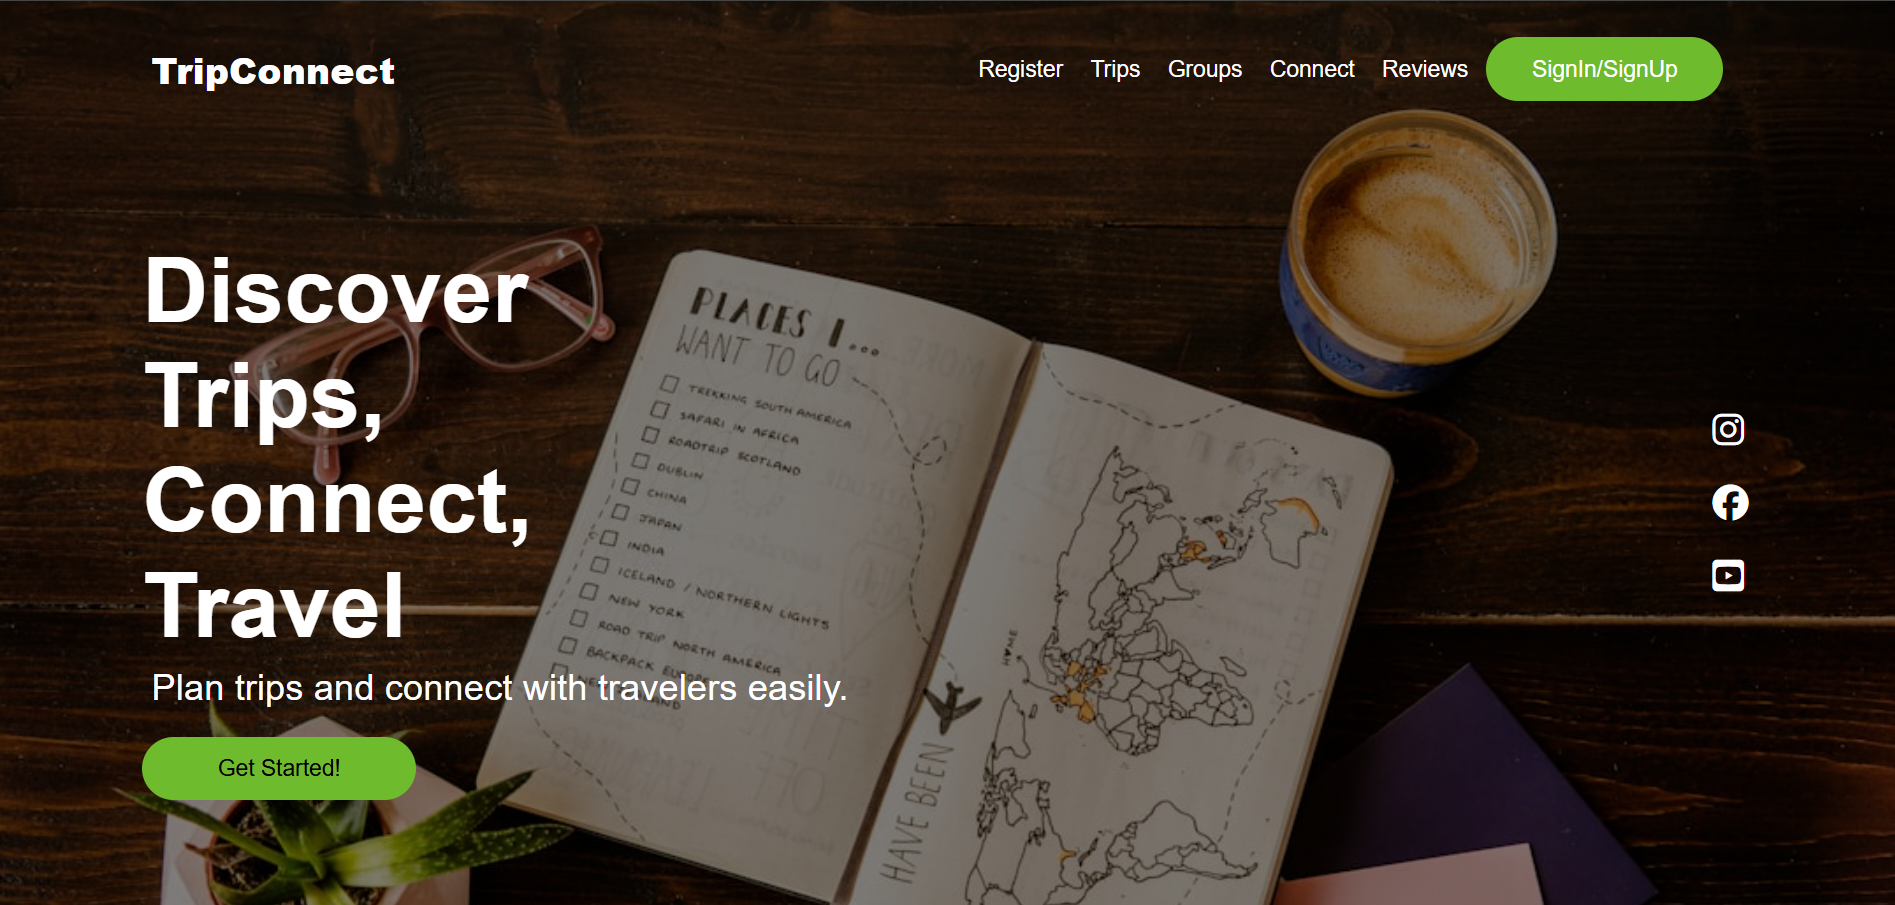 TripConnect
Register Trips Groups Connect Reviews SignIn/SignUp
Discover
Trips,
Connect,
Travel
Plan trips and connect with travelers easily.
Get Started!
PLACES I...
WANT TO GO
TREKKING SOUTH AMERICA
SAFARI IN AFRICA
ROADTRIP SCOTLAND
DUBLIN
CHINA
JAPAN
INDIA
ICELAND / NORTHERN LIGHTS
NEW YORK
ROAD TRIP NORTH AMERICA
BACKPACK EUROPE
HOME
HAVE BEEN